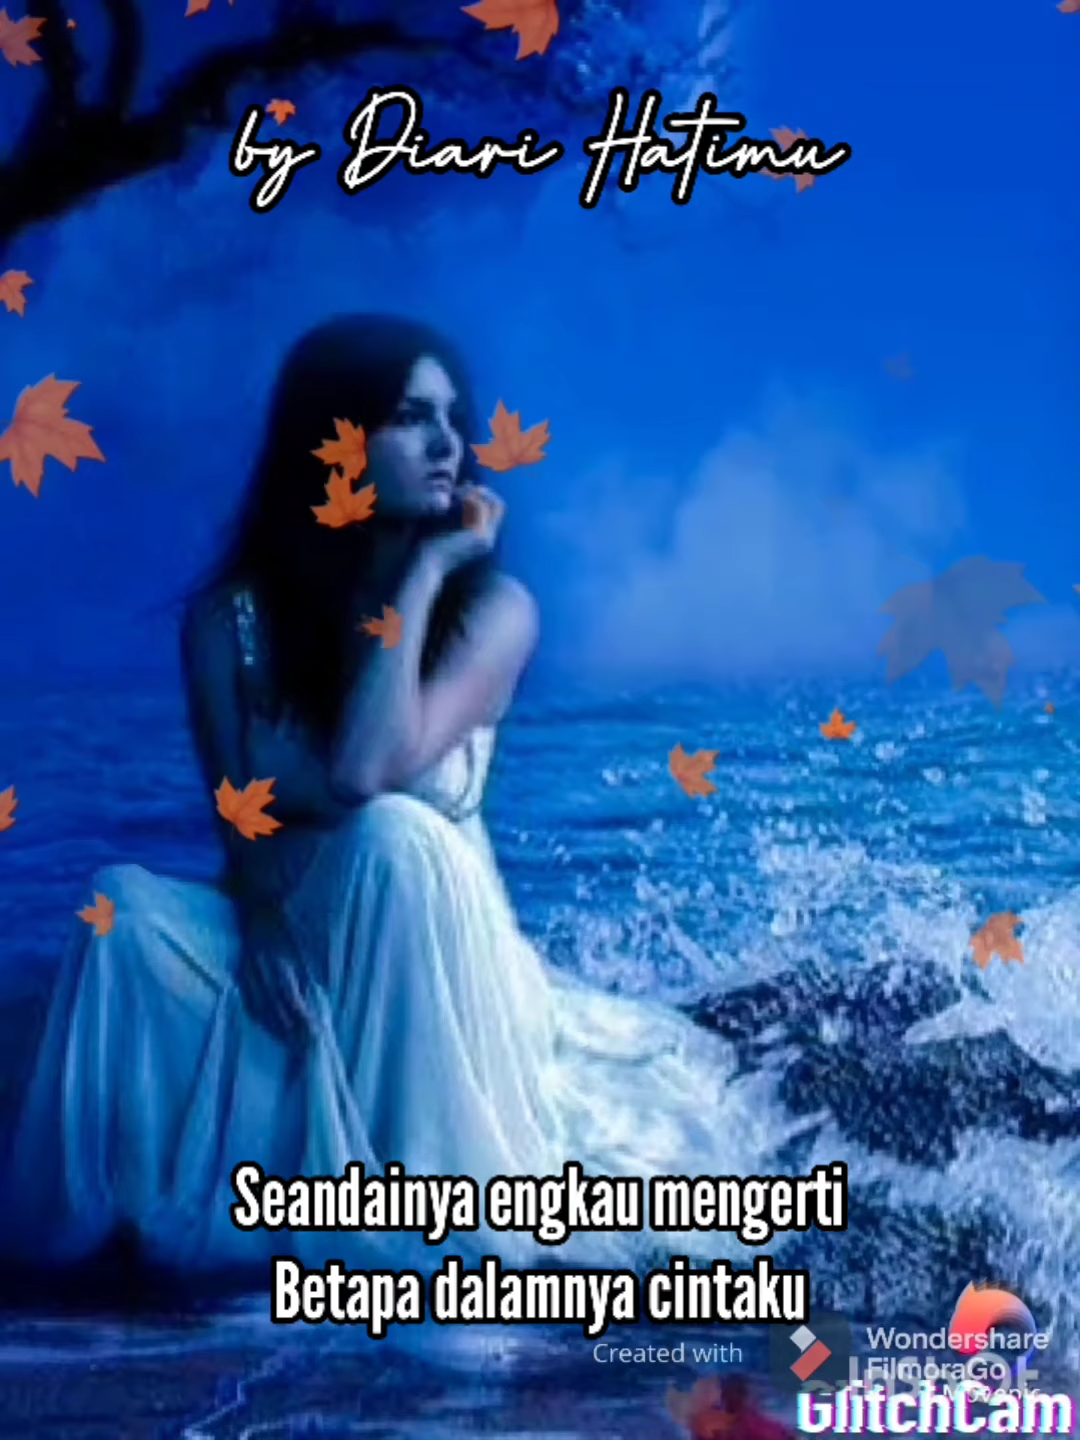 by Diari Hatimu
Seandainya engkau mengerti
Betapa dalamnya cintaku
Created with
Wondershare
FilmoraGo
GlitchCam